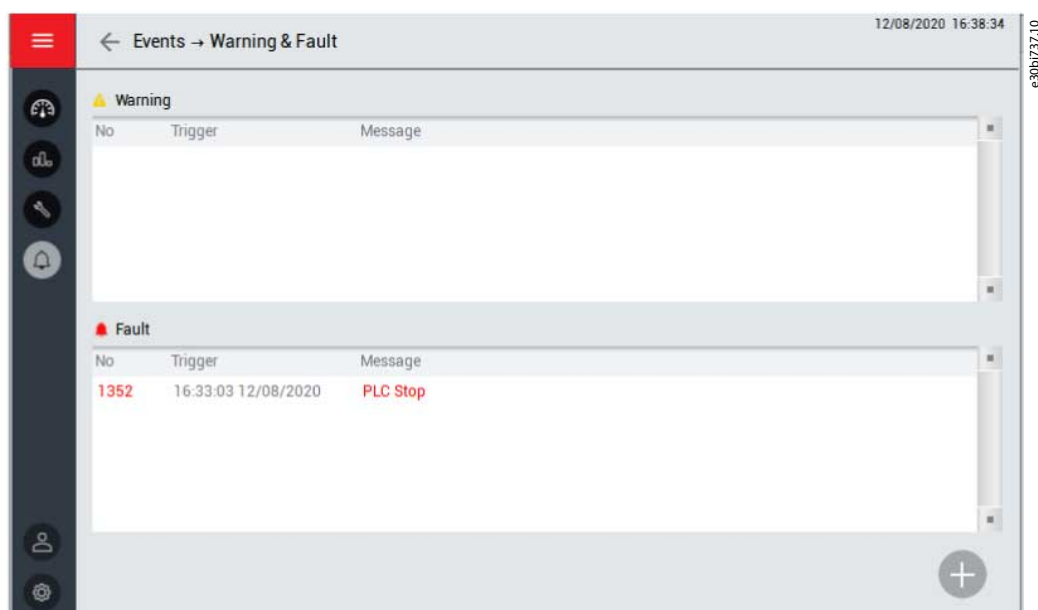 12/08/2020 16:38:34
← Events → Warning & Fault
Warning
No Trigger Message
Fault
No Trigger Message
1352 16:33:03 12/08/2020 PLC Stop
e30bj737.10